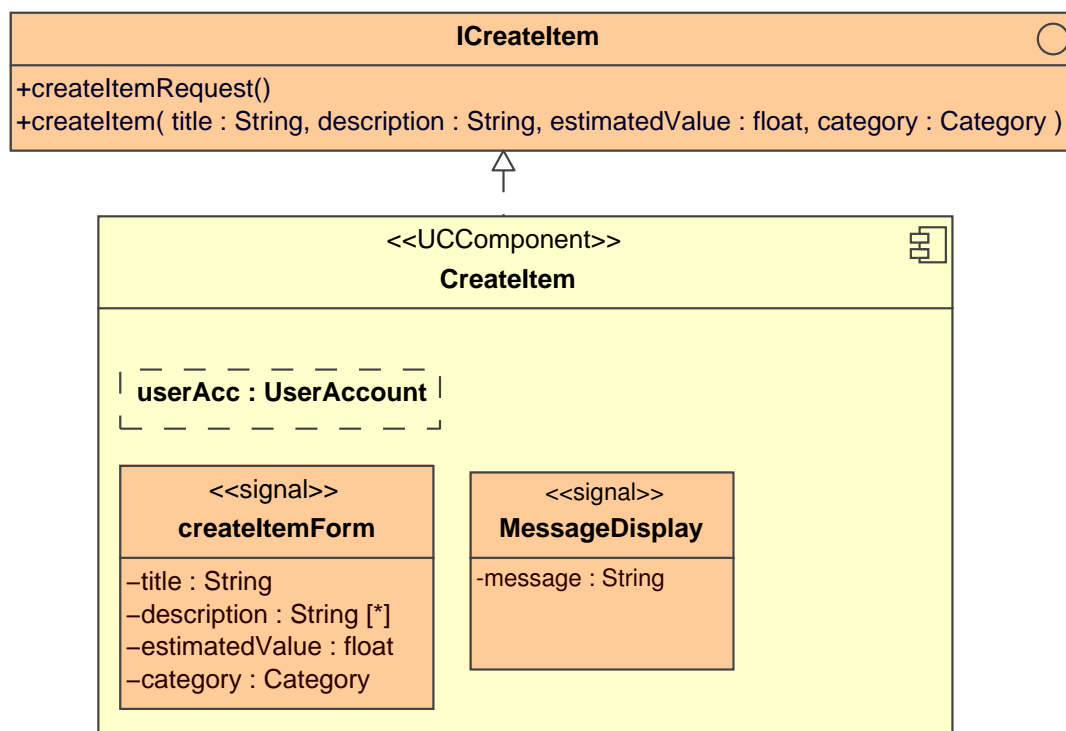 ICreateItem
+createItemRequest()
+createItem( title : String, description : String, estimatedValue : float, category : Category )
<<UCComponent>>
CreateItem
userAcc : UserAccount
<<signal>>
createItemForm
–title : String
–description : String [*]
–estimatedValue : float
–category : Category
<<signal>>
MessageDisplay
-message : String